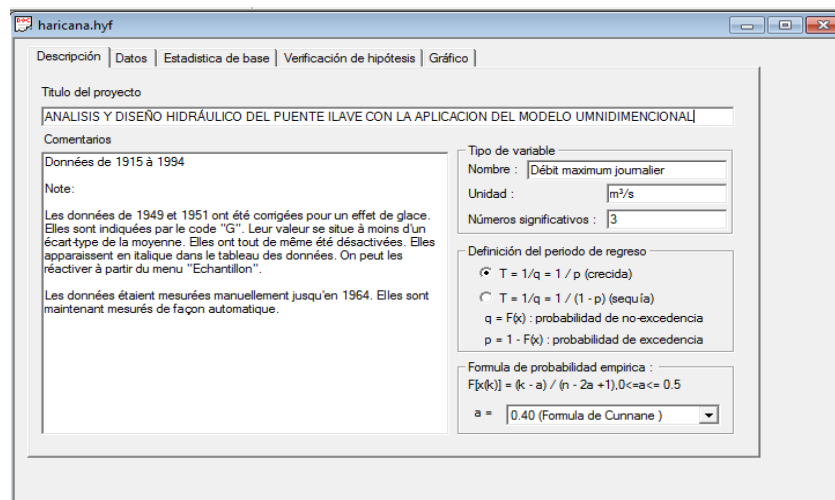 haricana.hyf
Descripción Datos Estadistica de base Verificación de hipótesis Gráfico
Titulo del proyecto
ANALISIS Y DISEÑO HIDRÁULICO DEL PUENTE ILAVE CON LA APLICACION DEL MODELO UMNIDIMENCIONAL
Comentarios
Données de 1915 à 1994
Note:
Les données de 1949 et 1951 ont été corrigées pour un effet de glace.
Elles sont indiquées par le code "G". Leur valeur se situe à moins d'un
écart-type de la moyenne. Elles ont tout de même été désactivées. Elles
apparaissent en italique dans le tableau des données. On peut les
réactiver à partir du menu "Echantillon".
Les données étaient mesurées manuellement jusqu'en 1964. Elles sont
maintenant mesurés de façon automatique.
Tipo de variable
Nombre : Débit maximum journalier
Unidad : m³/s
Números significativos : 3
Definición del periodo de regreso
T = 1/q = 1 / p (crecida)
T = 1/q = 1 / (1 - p) (sequía)
q = F(x) : probabilidad de no-excedencia
p = 1 - F(x) : probabilidad de excedencia
Formula de probabilidad empirica :
F[x(k)] = (k - a) / (n - 2a +1),0<=a<= 0.5
a = 0.40 (Formula de Cunnane )